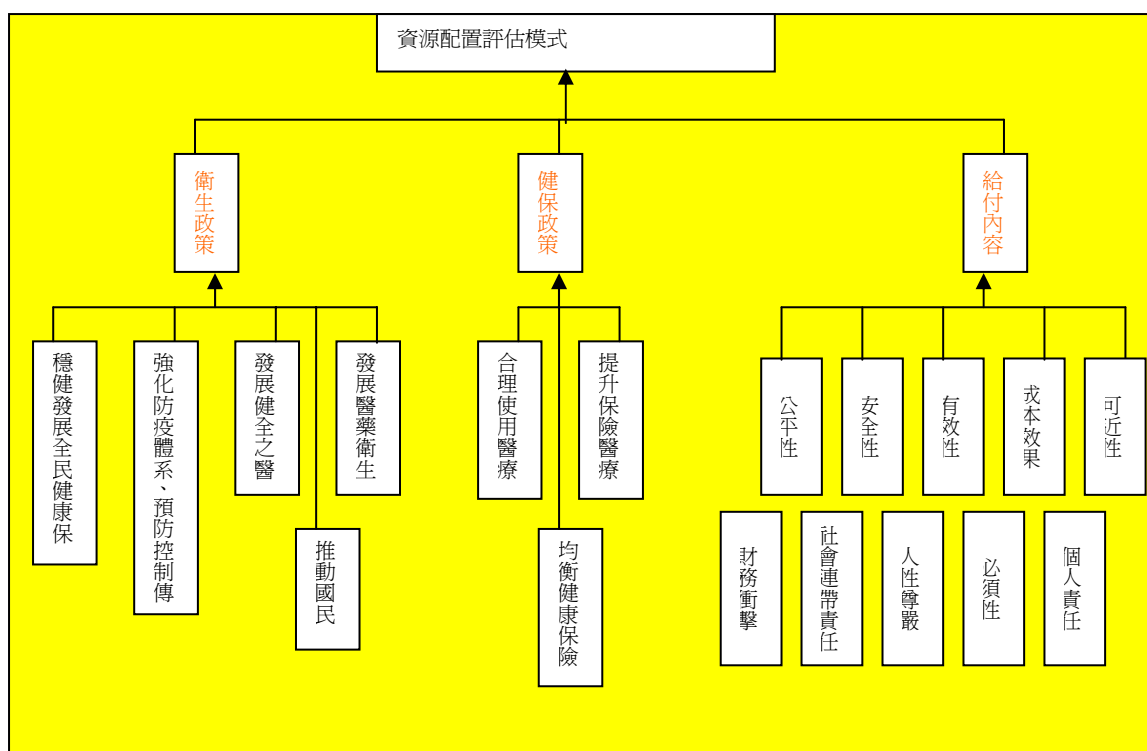 資源配置評估模式
衛生政策
健保政策
給付內容
穩健發展全民健康保
強化防疫體系、預防控制傳
發展健全之醫
發展醫藥衛生
推動國民
合理使用醫療
提升保險醫療
均衡健康保險
公平性
安全性
有效性
成本效果
可近性
財務衝擊
社會連帶責任
人性尊嚴
必須性
個人責任